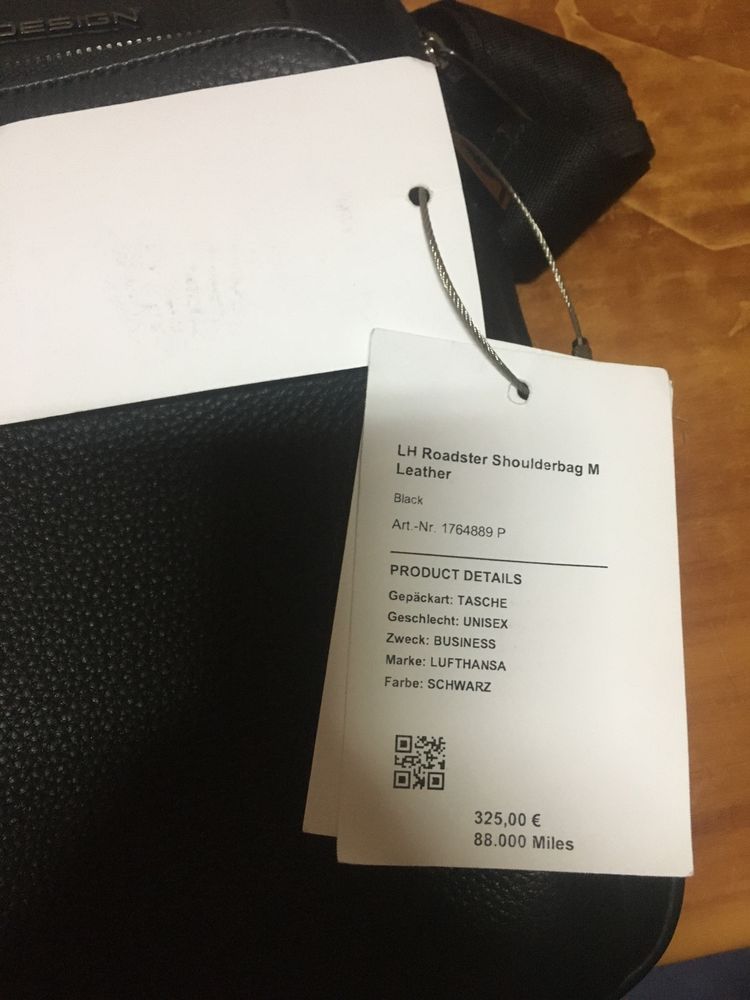 DESIGN
LH Roadster Shoulderbag M
Leather
Black
Art.-Nr. 1764889 P
PRODUCT DETAILS
Gepäckart: TASCHE
Geschlecht: UNISEX
Zweck: BUSINESS
Marke: LUFTHANSA
Farbe: SCHWARZ
325,00 €
88.000 Miles